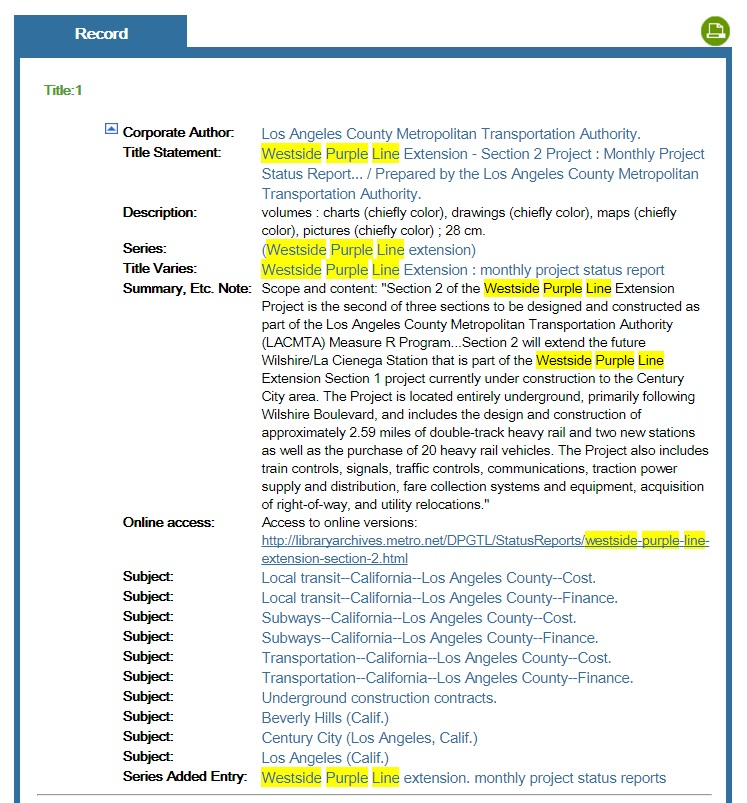 Record
Title:1
Corporate Author: Los Angeles County Metropolitan Transportation Authority.
Title Statement: Westside Purple Line Extension - Section 2 Project : Monthly Project
Status Report... / Prepared by the Los Angeles County Metropolitan
Transportation Authority.
Description: volumes : charts (chiefly color), drawings (chiefly color), maps (chiefly
color), pictures (chiefly color) ; 28 cm.
Series: (Westside Purple Line extension)
Title Varies: Westside Purple Line Extension : monthly project status report
Summary, Etc. Note: Scope and content: "Section 2 of the Westside Purple Line Extension
Project is the second of three sections to be designed and constructed as
part of the Los Angeles County Metropolitan Transportation Authority
(LACMTA) Measure R Program...Section 2 will extend the future
Wilshire/La Cienega Station that is part of the Westside Purple Line
Extension Section 1 project currently under construction to the Century
City area. The Project is located entirely underground, primarily following
Wilshire Boulevard, and includes the design and construction of
approximately 2.59 miles of double-track heavy rail and two new stations
as well as the purchase of 20 heavy rail vehicles. The Project also includes
train controls, signals, traffic controls, communications, traction power
supply and distribution, fare collection systems and equipment, acquisition
of right-of-way, and utility relocations."
Online access: Access to online versions:
http://libraryarchives.metro.net/DPGTL/StatusReports/westside-purple-line-
extension-section-2.html
Subject: Local transit--California--Los Angeles County--Cost.
Subject: Local transit--California--Los Angeles County--Finance.
Subject: Subways--California--Los Angeles County--Cost.
Subject: Subways--California--Los Angeles County--Finance.
Subject: Transportation--California--Los Angeles County--Cost.
Subject: Transportation--California--Los Angeles County--Finance.
Subject: Underground construction contracts.
Subject: Beverly Hills (Calif.)
Subject: Century City (Los Angeles, Calif.)
Subject: Los Angeles (Calif.)
Series Added Entry: Westside Purple Line extension. monthly project status reports